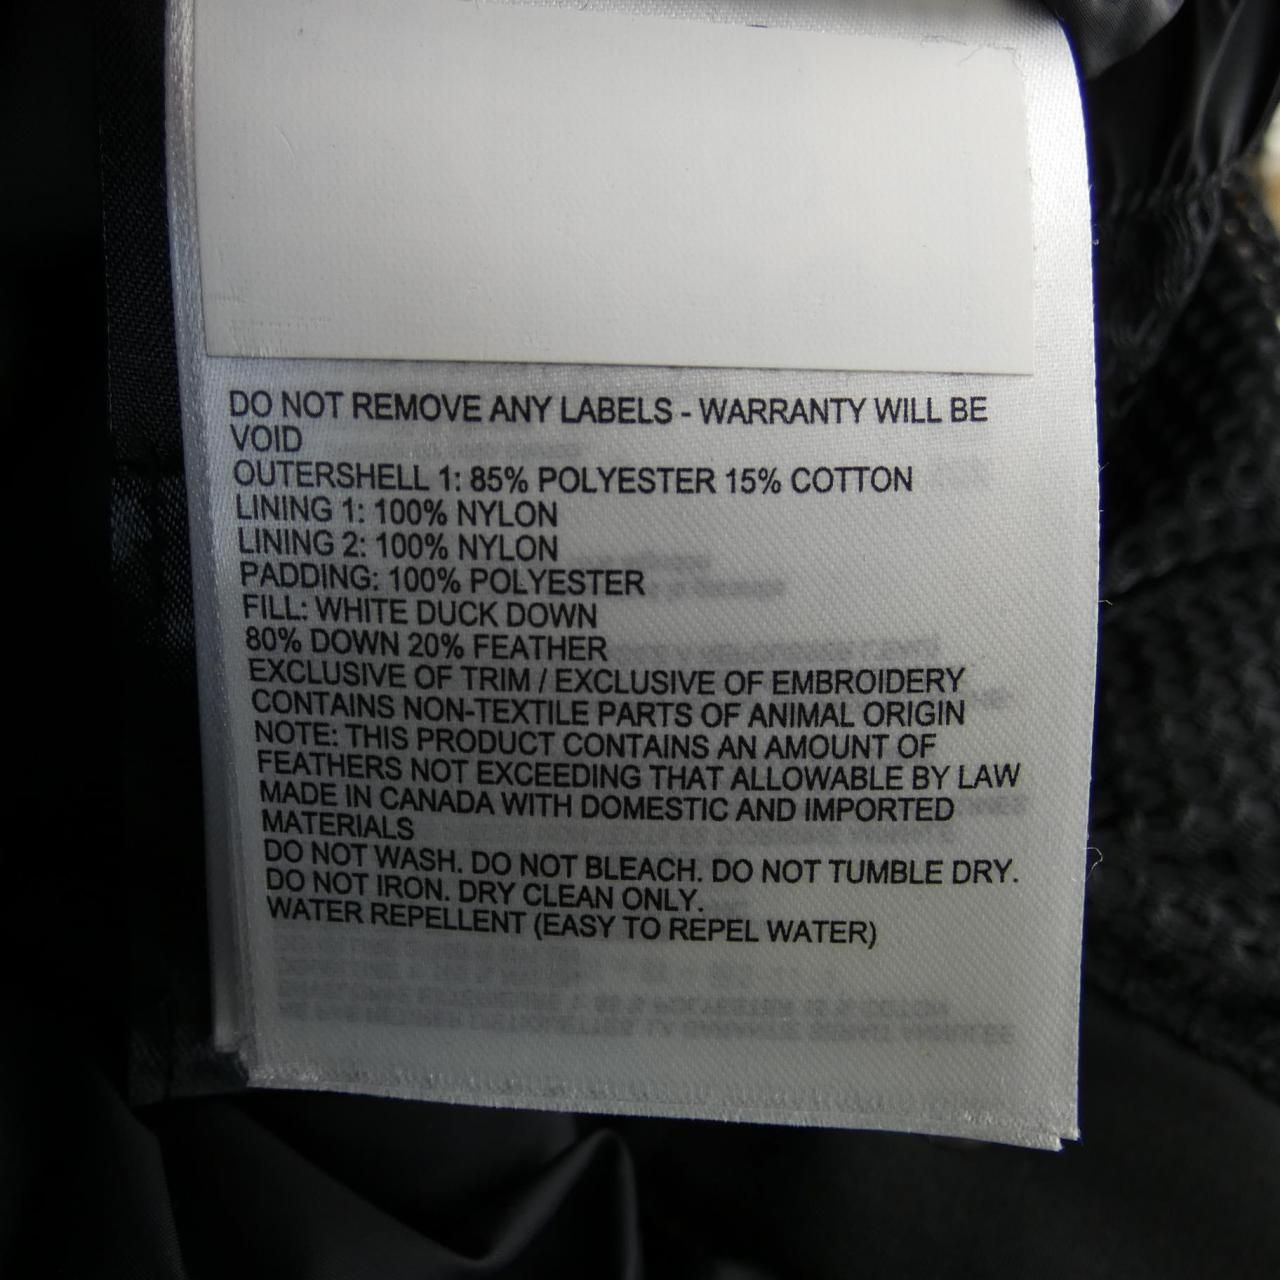 DO NOT REMOVE ANY LABELS - WARRANTY WILL BE
VOID
OUTERSHELL 1: 85% POLYESTER 15% COTTON
LINING 1: 100% NYLON
LINING 2: 100% NYLON
PADDING: 100% POLYESTER
FILL: WHITE DUCK DOWN
80% DOWN 20% FEATHER
EXCLUSIVE OF TRIM / EXCLUSIVE OF EMBROIDERY
CONTAINS NON-TEXTILE PARTS OF ANIMAL ORIGIN
NOTE: THIS PRODUCT CONTAINS AN AMOUNT OF
FEATHERS NOT EXCEEDING THAT ALLOWABLE BY LAW
MADE IN CANADA WITH DOMESTIC AND IMPORTED
MATERIALS
DO NOT WASH. DO NOT BLEACH. DO NOT TUMBLE DRY.
DO NOT IRON. DRY CLEAN ONLY.
WATER REPELLENT (EASY TO REPEL WATER)